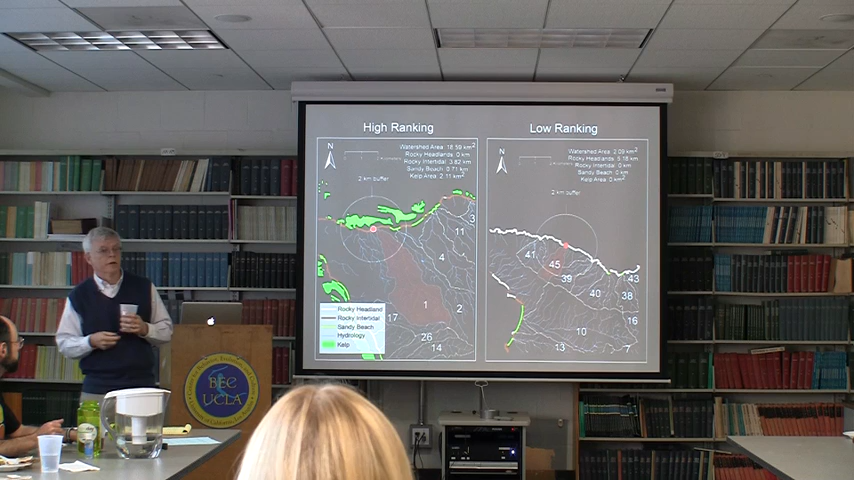 High Ranking
Low Ranking
N
Watershed Area: 16.59 km²
Rocky Headlands: 0 km
Rocky Intertidal: 3.82 km
Sandy Beach: 0.71 km
Kelp Area: 2.11 km²
2 km buffer
3
11
4
1
2
17
26
14
Rocky Headland
Rocky Intertidal
Sandy Beach
Hydrology
Kelp
N
Watershed Area: 2.09 km²
Rocky Headlands: 5.16 km
Rocky Intertidal: 0 km
Sandy Beach: 0 km
Kelp Area: 0 km²
2 km buffer
41
45
39
43
40
38
16
10
13
7
BEC
UCLA